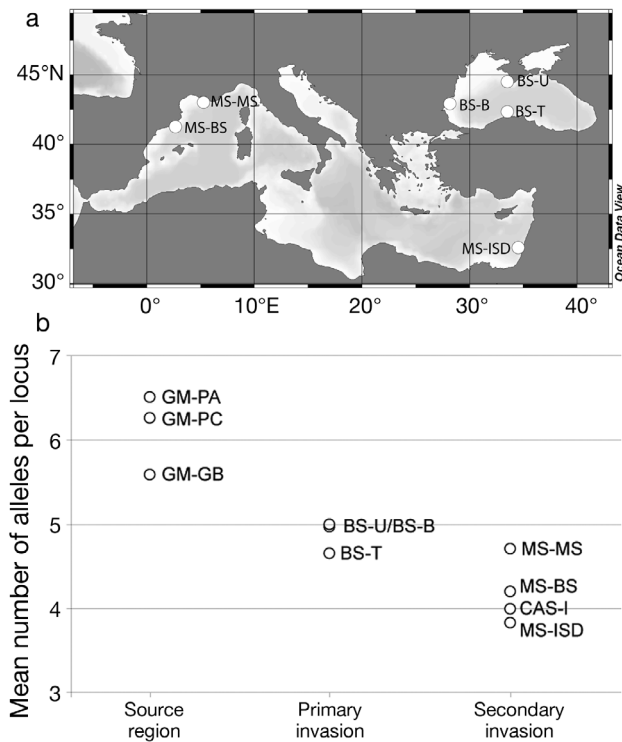 a
45°N
40°
35°
30°
0°
10°E
20°
30°
40°
MS-MS
MS-BS
BS-U
BS-B
BS-T
MS-ISD
Ocean Data View
b
Mean number of alleles per locus
7
6
5
4
3
GM-PA
GM-PC
GM-GB
BS-U/BS-B
BS-T
MS-MS
MS-BS
CAS-I
MS-ISD
Source
region
Primary
invasion
Secondary
invasion